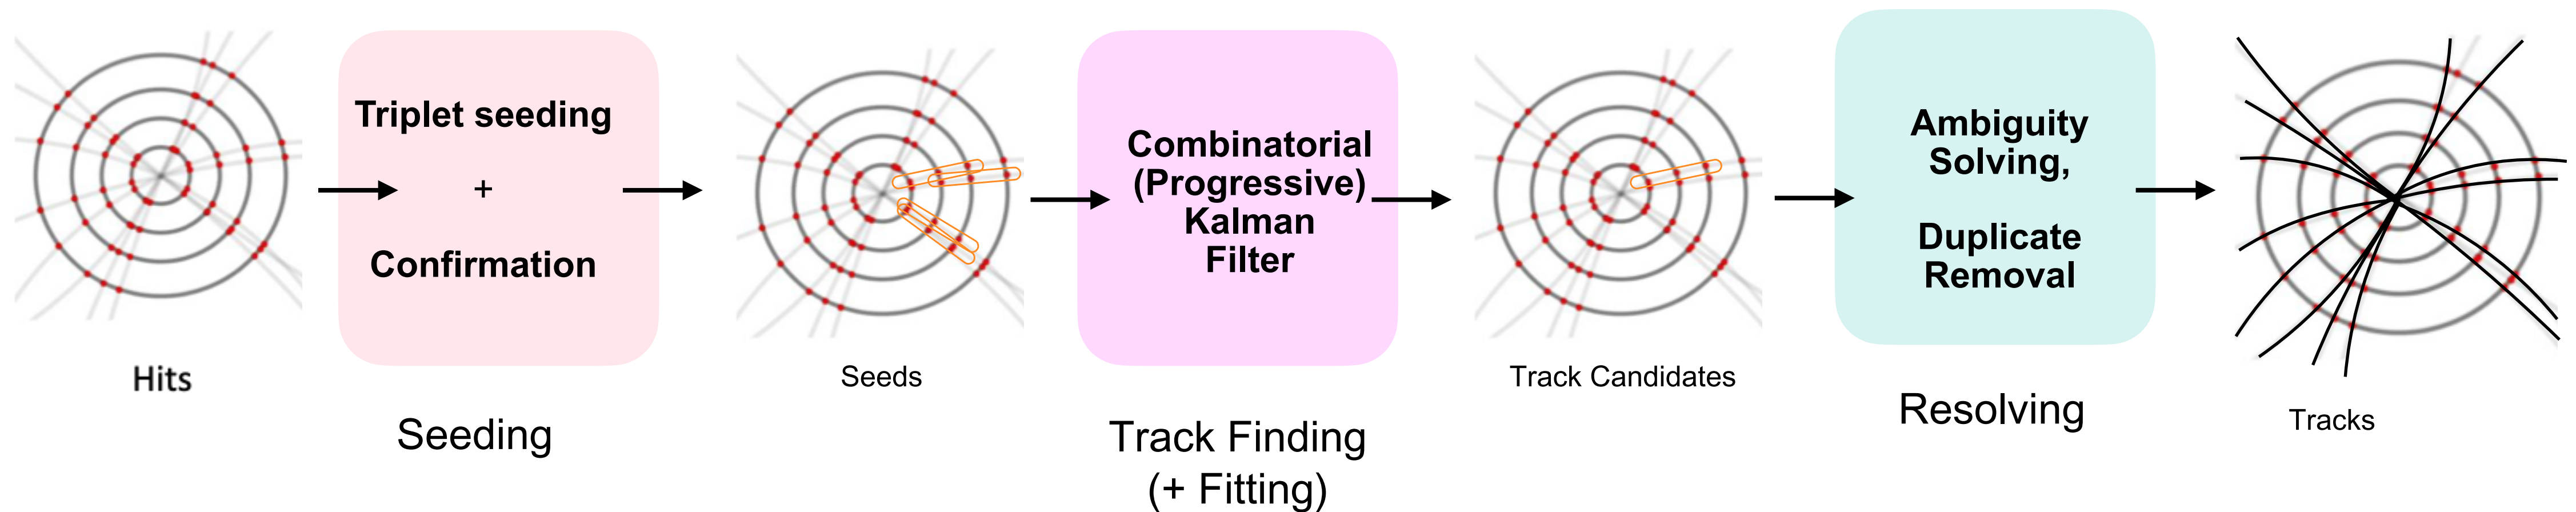 Hits
Triplet seeding
+
Confirmation
Seeding
Seeds
Combinatorial
(Progressive)
Kalman
Filter
Track Finding
(+ Fitting)
Track Candidates
Ambiguity
Solving,
Duplicate
Removal
Resolving
Tracks